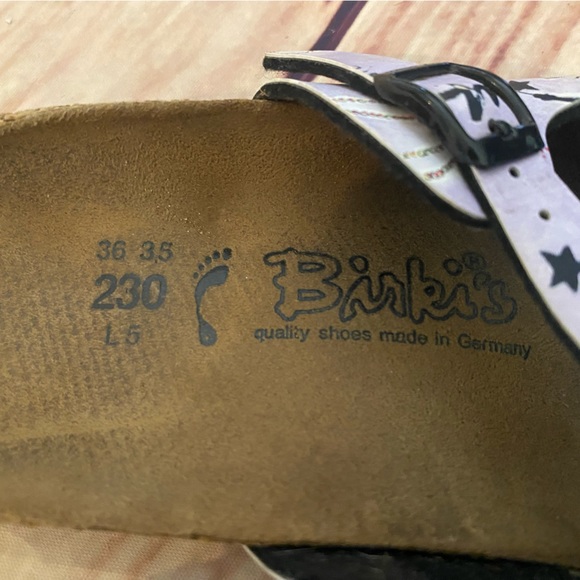 36 3,5
230
L 5
Birki's®
quality shoes made in Germany